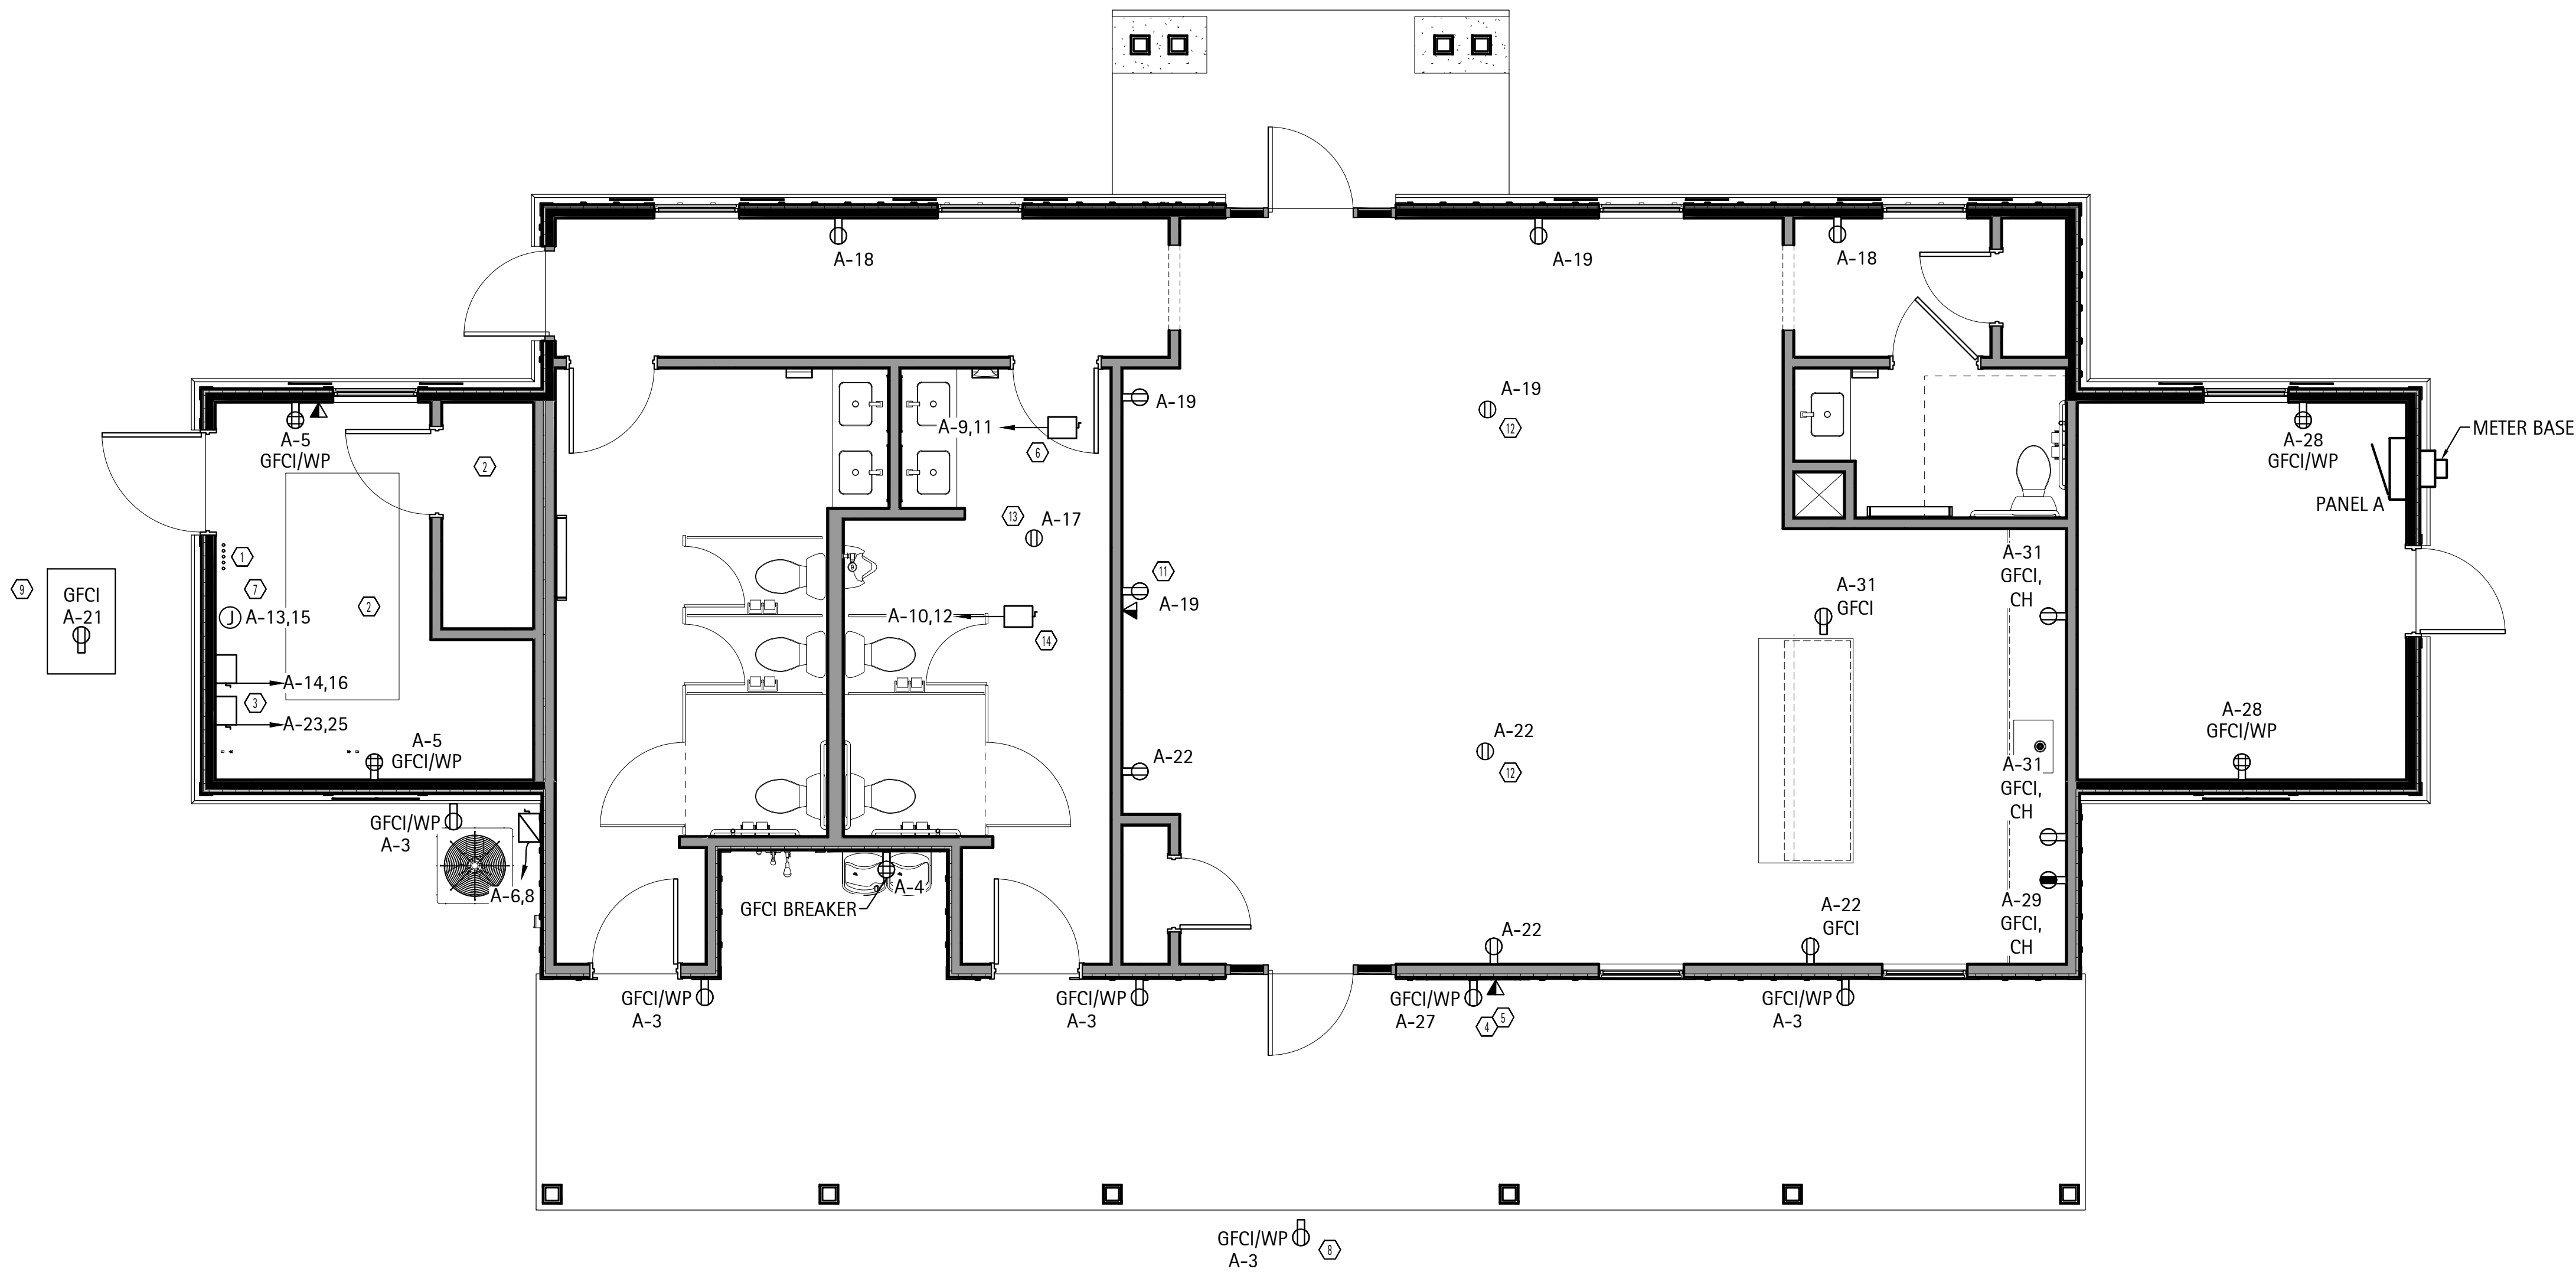 A-18
A-19
A-18
A-19
A-19
12
A-9,11
6
A-5
GFCI/WP
2
A-28
GFCI/WP
METER BASE
PANEL A
13
A-17
1
7
9
GFCI
A-21
J
A-13,15
2
A-10,12
14
11
A-19
A-31
GFCI
A-31
GFCI,
CH
A-14,16
3
A-23,25
A-5
GFCI/WP
A-22
A-22
12
A-28
GFCI/WP
A-31
GFCI,
CH
GFCI/WP
A-3
A-6,8
GFCI BREAKER
A-4
A-22
A-22
GFCI
A-29
GFCI,
CH
GFCI/WP
A-3
GFCI/WP
A-3
GFCI/WP
A-27
4
5
GFCI/WP
A-3
GFCI/WP
A-3
8